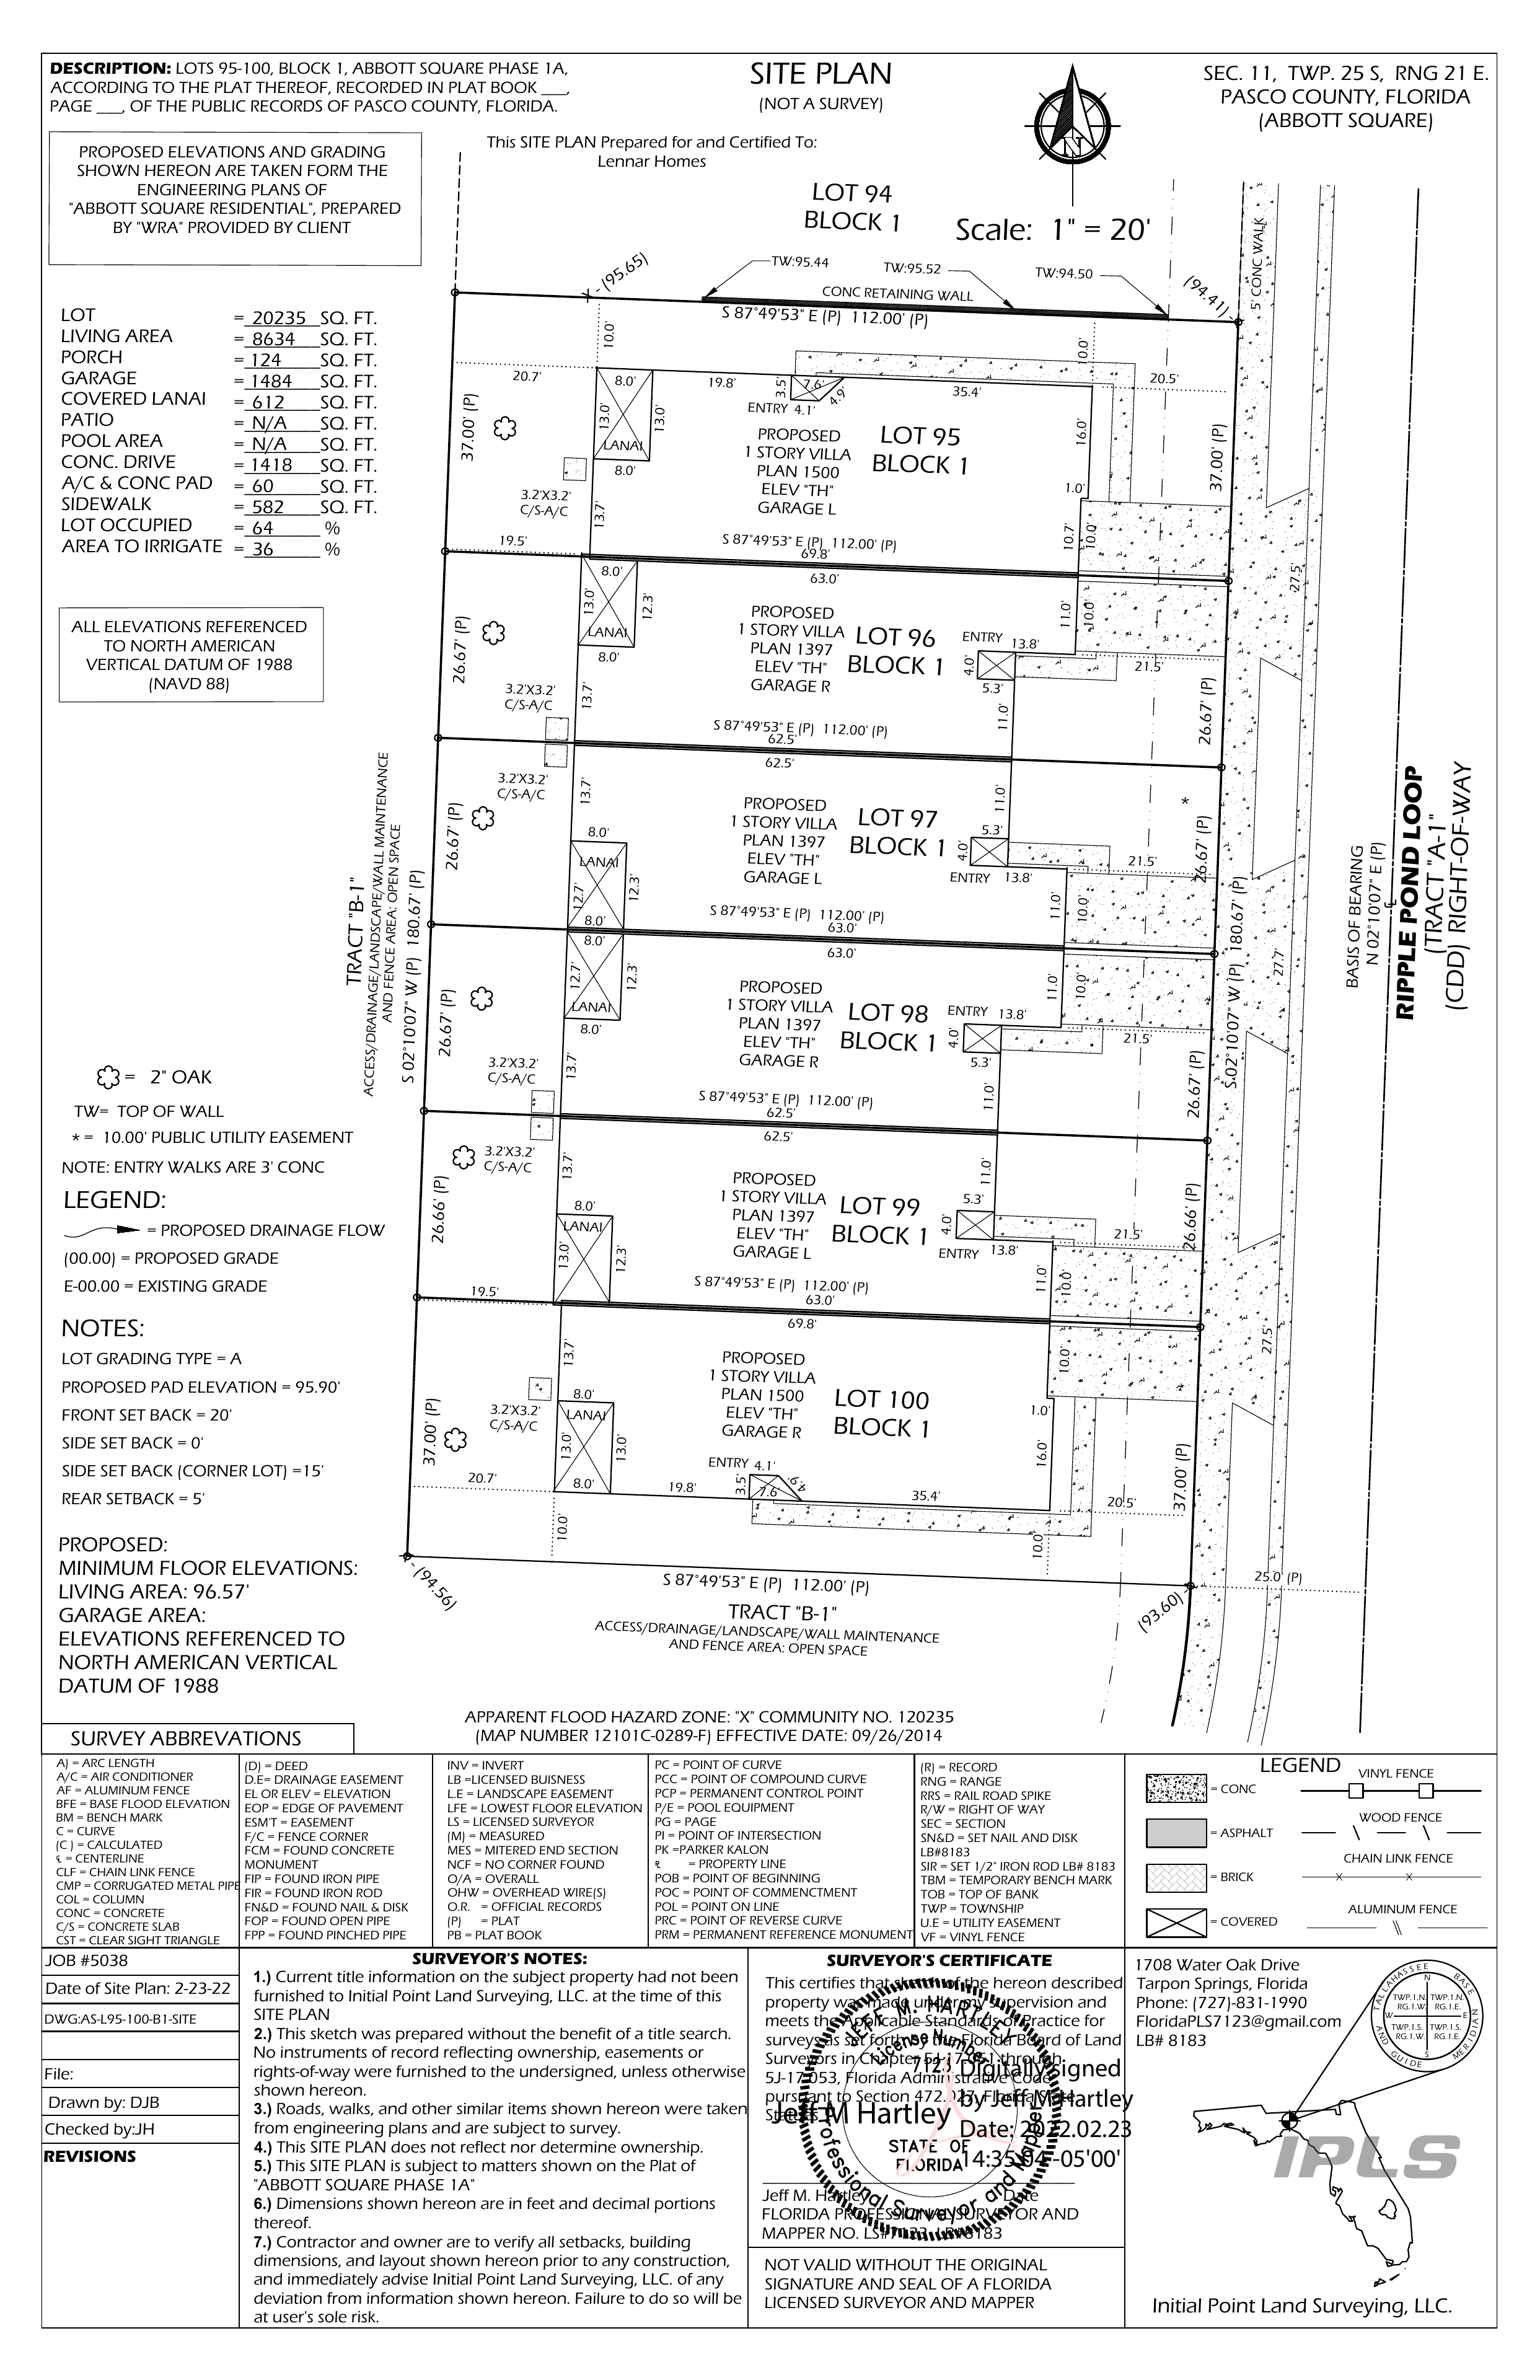 DESCRIPTION: LOTS 95-100, BLOCK 1, ABBOTT SQUARE PHASE 1A,
ACCORDING TO THE PLAT THEREOF, RECORDED IN PLAT BOOK ___,
PAGE ___, OF THE PUBLIC RECORDS OF PASCO COUNTY, FLORIDA.
SITE PLAN
(NOT A SURVEY)
N
SEC. 11, TWP. 25 S, RNG 21 E.
PASCO COUNTY, FLORIDA
(ABBOTT SQUARE)
PROPOSED ELEVATIONS AND GRADING
SHOWN HEREON ARE TAKEN FORM THE
ENGINEERING PLANS OF
"ABBOTT SQUARE RESIDENTIAL", PREPARED
BY "WRA" PROVIDED BY CLIENT
This SITE PLAN Prepared for and Certified To:
Lennar Homes
LOT 94
BLOCK 1
Scale: 1" = 20'
LOT = 20235 SQ. FT.
LIVING AREA = 8634 SQ. FT.
PORCH = 124 SQ. FT.
GARAGE = 1484 SQ. FT.
COVERED LANAI = 612 SQ. FT.
PATIO = N/A SQ. FT.
POOL AREA = N/A SQ. FT.
CONC. DRIVE = 1418 SQ. FT.
A/C & CONC PAD = 60 SQ. FT.
SIDEWALK = 582 SQ. FT.
LOT OCCUPIED = 64 %
AREA TO IRRIGATE = 36 %
ALL ELEVATIONS REFERENCED
TO NORTH AMERICAN
VERTICAL DATUM OF 1988
(NAVD 88)
(95.65)
TW:95.44
TW:95.52
TW:94.50
(94.41)
5' CONC WALK
CONC RETAINING WALL
S 87°49'53" E (P) 112.00' (P)
10.0'
10.0'
20.7'
8.0'
19.8'
3.5'
7.6'
4.9'
35.4'
20.5'
ENTRY 4.1'
37.00' (P)
13.0'
13.0'
LANAI
8.0'
PROPOSED
1 STORY VILLA
PLAN 1500
ELEV "TH"
GARAGE L
LOT 95
BLOCK 1
16.0'
37.00' (P)
3.2'X3.2'
C/S-A/C
13.7'
1.0'
10.7'
10.0'
19.5'
S 87°49'53" E (P) 112.00' (P)
69.8'
63.0'
27.5'
8.0'
13.0'
12.3'
LANAI
8.0'
26.67' (P)
PROPOSED
1 STORY VILLA
PLAN 1397
ELEV "TH"
GARAGE R
LOT 96
BLOCK 1
11.0'
10.0'
ENTRY 13.8'
4.0'
5.3'
21.5'
3.2'X3.2'
C/S-A/C
13.7'
11.0'
26.67' (P)
S 87°49'53" E (P) 112.00' (P)
62.5'
62.5'
3.2'X3.2'
C/S-A/C
13.7'
26.67' (P)
PROPOSED
1 STORY VILLA
PLAN 1397
ELEV "TH"
GARAGE L
LOT 97
BLOCK 1
11.0'
*
5.3'
4.0'
ENTRY 13.8'
21.5'
26.67' (P)
8.0'
LANAI
12.7'
12.3'
8.0'
11.0'
10.0'
S 87°49'53" E (P) 112.00' (P)
63.0'
63.0'
TRACT "B-1"
ACCESS/DRAINAGE/LANDSCAPE/WALL MAINTENANCE
AND FENCE AREA: OPEN SPACE
S 02°10'07" W (P) 180.67' (P)
S 02°10'07" W (P) 180.67' (P)
27.7'
BASIS OF BEARING
N 02°10'07" E (P)
RIPPLE POND LOOP
(TRACT "A-1")
(CDD) RIGHT-OF-WAY
8.0'
12.7'
12.3'
LANAI
8.0'
26.67' (P)
PROPOSED
1 STORY VILLA
PLAN 1397
ELEV "TH"
GARAGE R
LOT 98
BLOCK 1
11.0'
10.0'
ENTRY 13.8'
4.0'
5.3'
21.5'
3.2'X3.2'
C/S-A/C
13.7'
11.0'
26.67' (P)
S 87°49'53" E (P) 112.00' (P)
62.5'
62.5'
3.2'X3.2'
C/S-A/C
13.7'
26.66' (P)
PROPOSED
1 STORY VILLA
PLAN 1397
ELEV "TH"
GARAGE L
LOT 99
BLOCK 1
11.0'
5.3'
4.0'
ENTRY 13.8'
21.5'
26.66' (P)
8.0'
LANAI
13.0'
12.3'
11.0'
10.0'
19.5'
S 87°49'53" E (P) 112.00' (P)
63.0'
69.8'
27.5'
13.7'
10.0'
PROPOSED
1 STORY VILLA
PLAN 1500
ELEV "TH"
GARAGE R
LOT 100
BLOCK 1
3.2'X3.2'
C/S-A/C
8.0'
LANAI
13.0'
13.0'
8.0'
37.00' (P)
1.0'
16.0'
37.00' (P)
ENTRY 4.1'
3.5'
7.6'
4.9'
20.7'
19.8'
35.4'
20.5'
10.0'
10.0'
(94.56)
S 87°49'53" E (P) 112.00' (P)
(93.60)
25.0' (P)
TRACT "B-1"
ACCESS/DRAINAGE/LANDSCAPE/WALL MAINTENANCE
AND FENCE AREA: OPEN SPACE
= 2" OAK
TW= TOP OF WALL
* = 10.00' PUBLIC UTILITY EASEMENT
NOTE: ENTRY WALKS ARE 3' CONC
LEGEND:
= PROPOSED DRAINAGE FLOW
(00.00) = PROPOSED GRADE
E-00.00 = EXISTING GRADE
NOTES:
LOT GRADING TYPE = A
PROPOSED PAD ELEVATION = 95.90'
FRONT SET BACK = 20'
SIDE SET BACK = 0'
SIDE SET BACK (CORNER LOT) =15'
REAR SETBACK = 5'
PROPOSED:
MINIMUM FLOOR ELEVATIONS:
LIVING AREA: 96.57'
GARAGE AREA:
ELEVATIONS REFERENCED TO
NORTH AMERICAN VERTICAL
DATUM OF 1988
APPARENT FLOOD HAZARD ZONE: "X" COMMUNITY NO. 120235
(MAP NUMBER 12101C-0289-F) EFFECTIVE DATE: 09/26/2014
SURVEY ABBREVATIONS
A) = ARC LENGTH
A/C = AIR CONDITIONER
AF = ALUMINUM FENCE
BFE = BASE FLOOD ELEVATION
BM = BENCH MARK
C = CURVE
(C ) = CALCULATED
℄ = CENTERLINE
CLF = CHAIN LINK FENCE
CMP = CORRUGATED METAL PIPE
COL = COLUMN
CONC = CONCRETE
C/S = CONCRETE SLAB
CST = CLEAR SIGHT TRIANGLE
(D) = DEED
D.E= DRAINAGE EASEMENT
EL OR ELEV = ELEVATION
EOP = EDGE OF PAVEMENT
ESM'T = EASEMENT
F/C = FENCE CORNER
FCM = FOUND CONCRETE
MONUMENT
FIP = FOUND IRON PIPE
FIR = FOUND IRON ROD
FN&D = FOUND NAIL & DISK
FOP = FOUND OPEN PIPE
FPP = FOUND PINCHED PIPE
INV = INVERT
LB =LICENSED BUISNESS
L.E = LANDSCAPE EASEMENT
LFE = LOWEST FLOOR ELEVATION
LS = LICENSED SURVEYOR
(M) = MEASURED
MES = MITERED END SECTION
NCF = NO CORNER FOUND
O/A = OVERALL
OHW = OVERHEAD WIRE(S)
O.R. = OFFICIAL RECORDS
(P) = PLAT
PB = PLAT BOOK
PC = POINT OF CURVE
PCC = POINT OF COMPOUND CURVE
PCP = PERMANENT CONTROL POINT
P/E = POOL EQUIPMENT
PG = PAGE
PI = POINT OF INTERSECTION
PK =PARKER KALON
℄ = PROPERTY LINE
POB = POINT OF BEGINNING
POC = POINT OF COMMENCTMENT
POL = POINT ON LINE
PRC = POINT OF REVERSE CURVE
PRM = PERMANENT REFERENCE MONUMENT
(R) = RECORD
RNG = RANGE
RRS = RAIL ROAD SPIKE
R/W = RIGHT OF WAY
SEC = SECTION
SN&D = SET NAIL AND DISK
LB#8183
SIR = SET 1/2" IRON ROD LB# 8183
TBM = TEMPORARY BENCH MARK
TOB = TOP OF BANK
TWP = TOWNSHIP
U.E = UTILITY EASEMENT
VF = VINYL FENCE
LEGEND
= CONC
= ASPHALT
= BRICK
= COVERED
VINYL FENCE
WOOD FENCE
CHAIN LINK FENCE
ALUMINUM FENCE
JOB #5038
Date of Site Plan: 2-23-22
DWG:AS-L95-100-B1-SITE
File:
Drawn by: DJB
Checked by:JH
REVISIONS
SURVEYOR'S NOTES:
1.) Current title information on the subject property had not been
furnished to Initial Point Land Surveying, LLC. at the time of this
SITE PLAN
2.) This sketch was prepared without the benefit of a title search.
No instruments of record reflecting ownership, easements or
rights-of-way were furnished to the undersigned, unless otherwise
shown hereon.
3.) Roads, walks, and other similar items shown hereon were taken
from engineering plans and are subject to survey.
4.) This SITE PLAN does not reflect nor determine ownership.
5.) This SITE PLAN is subject to matters shown on the Plat of
"ABBOTT SQUARE PHASE 1A"
6.) Dimensions shown hereon are in feet and decimal portions
thereof.
7.) Contractor and owner are to verify all setbacks, building
dimensions, and layout shown hereon prior to any construction,
and immediately advise Initial Point Land Surveying, LLC. of any
deviation from information shown hereon. Failure to do so will be
at user's sole risk.
SURVEYOR'S CERTIFICATE
This certifies that sketch of the hereon described
property was made under my supervision and
meets the Applicable Standards of Practice for
surveys as set forth by the Florida Board of Land
Surveyors in Chapter 5J-17.051 through
5J-17.053, Florida Administrative Code,
pursuant to Section 472.027, Florida State
Statutes.
JEFF M. HARTLEY
License Number
7123
STATE OF
FLORIDA
Professional Surveyor and Mapper
Jeff M Hartley
Digitally signed
by Jeff M Hartley
Date: 2022.02.23
14:35:04 -05'00'
Jeff M. Hartley Date
FLORIDA PROFESSIONAL SURVEYOR AND
MAPPER NO. LS#7123 LB#8183
NOT VALID WITHOUT THE ORIGINAL
SIGNATURE AND SEAL OF A FLORIDA
LICENSED SURVEYOR AND MAPPER
1708 Water Oak Drive
Tarpon Springs, Florida
Phone: (727)-831-1990
FloridaPLS7123@gmail.com
LB# 8183
TALLAHASSEE BASE
AND GUIDE MERIDIAN
N
W
E
S
TWP.1.N.
RG.1.W.
TWP.1.N.
RG.1.E.
TWP.1.S.
RG.1.W.
TWP.1.S.
RG.1.E.
IPLS
Initial Point Land Surveying, LLC.